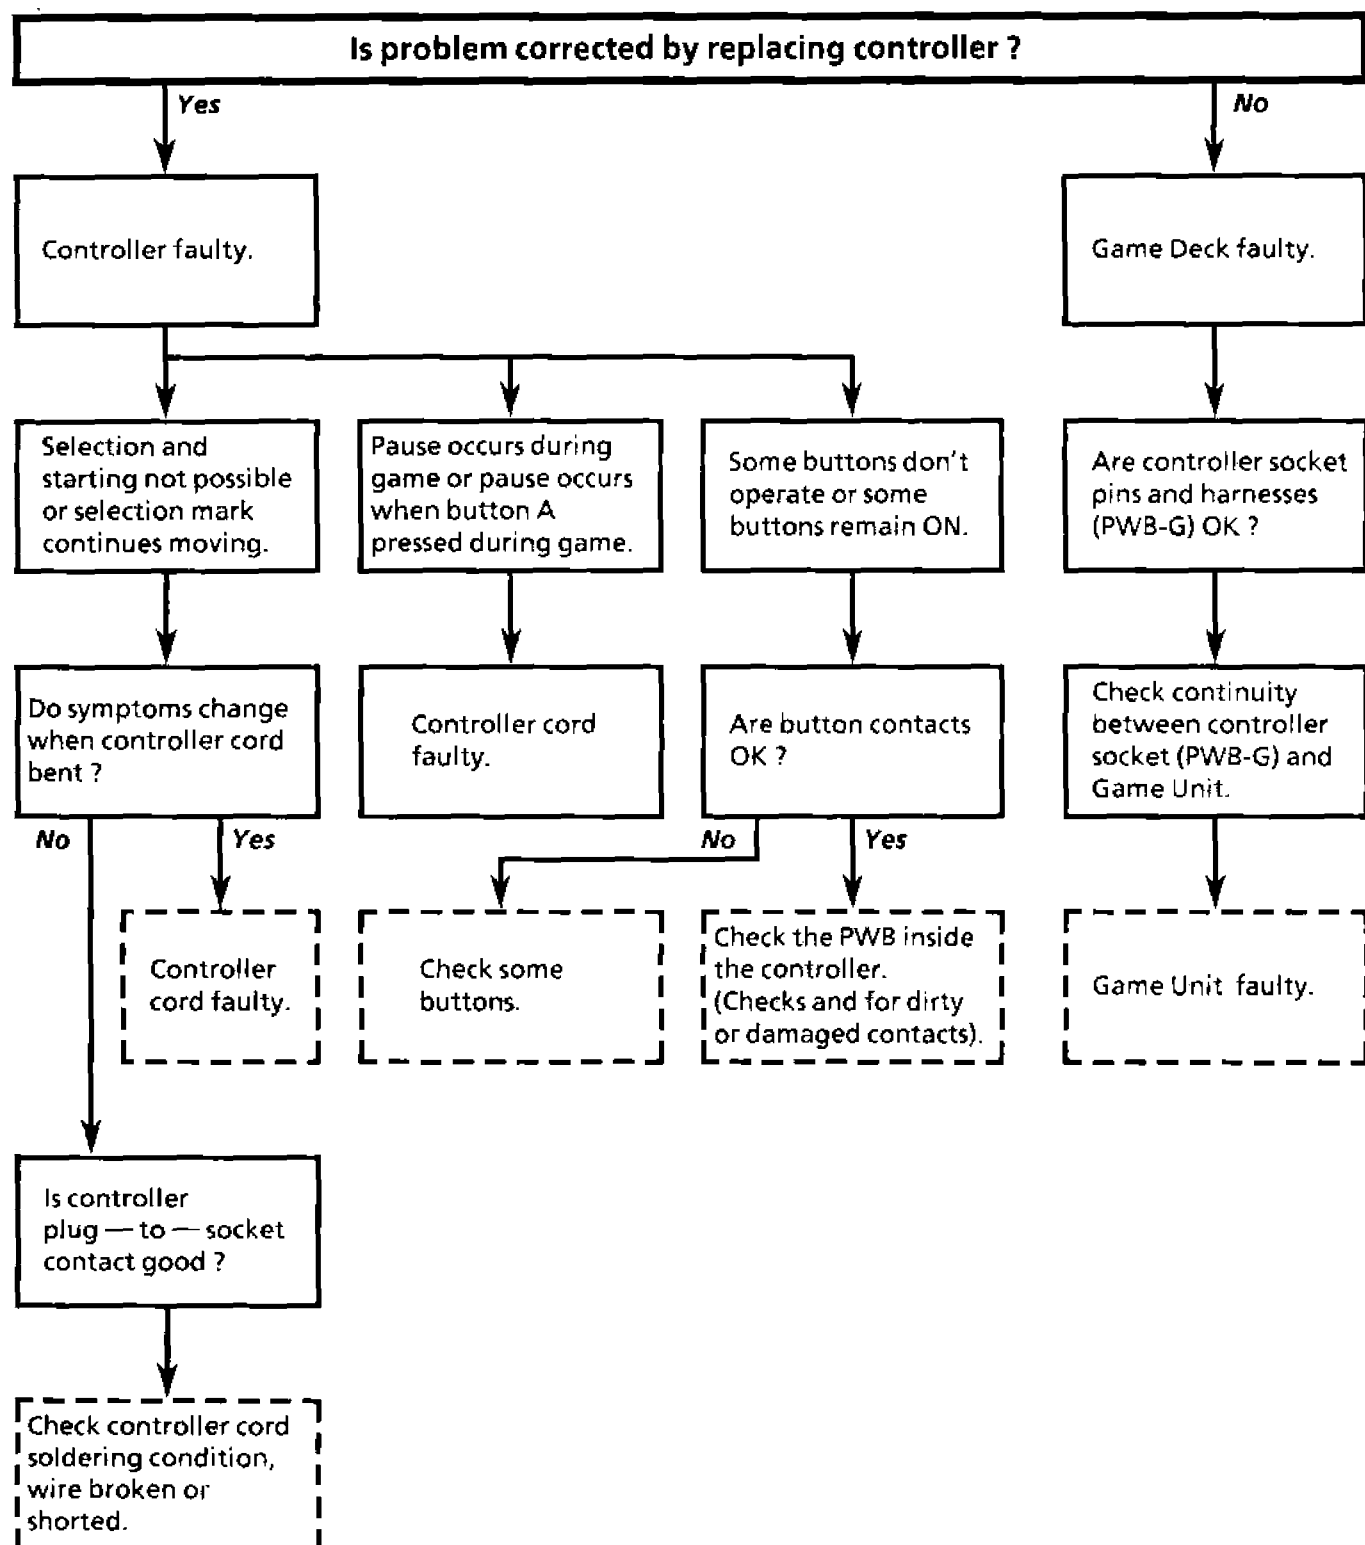 Is problem corrected by replacing controller ?
Yes
No
Controller faulty.
Game Deck faulty.
Selection and
starting not possible
or selection mark
continues moving.
Pause occurs during
game or pause occurs
when button A
pressed during game.
Some buttons don't
operate or some
buttons remain ON.
Are controller socket
pins and harnesses
(PWB-G) OK ?
Do symptoms change
when controller cord
bent ?
Controller cord
faulty.
Are button contacts
OK ?
Check continuity
between controller
socket (PWB-G) and
Game Unit.
No
Yes
No
Yes
Controller
cord faulty.
Check some
buttons.
Check the PWB inside
the controller.
(Checks and for dirty
or damaged contacts).
Game Unit faulty.
Is controller
plug — to — socket
contact good ?
Check controller cord
soldering condition,
wire broken or
shorted.